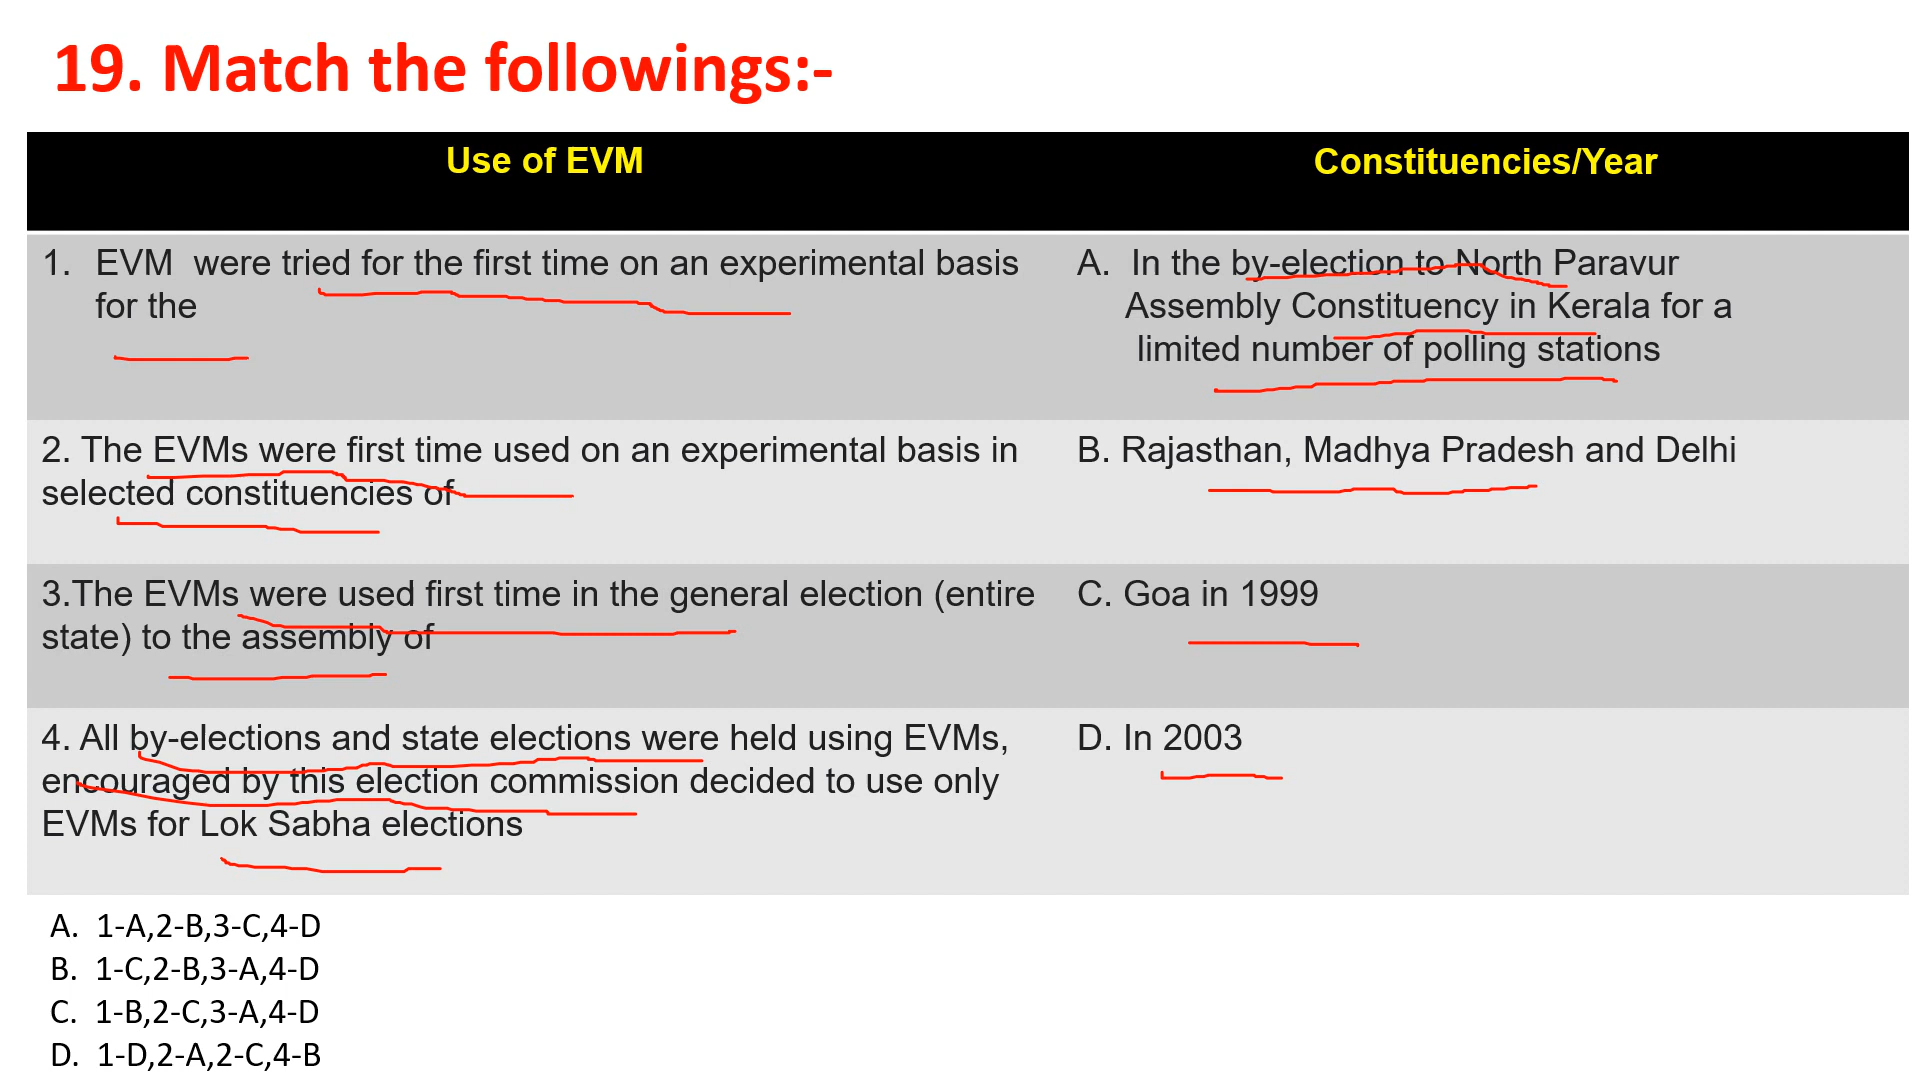 19. Match the followings:-
Use of EVM
Constituencies/Year
1. EVM were tried for the first time on an experimental basis
for the
A. In the by-election to North Paravur
Assembly Constituency in Kerala for a
limited number of polling stations
2. The EVMs were first time used on an experimental basis in
selected constituencies of
B. Rajasthan, Madhya Pradesh and Delhi
3.The EVMs were used first time in the general election (entire
state) to the assembly of
C. Goa in 1999
4. All by-elections and state elections were held using EVMs,
encouraged by this election commission decided to use only
EVMs for Lok Sabha elections
D. In 2003
A. 1-A,2-B,3-C,4-D
B. 1-C,2-B,3-A,4-D
C. 1-B,2-C,3-A,4-D
D. 1-D,2-A,2-C,4-B